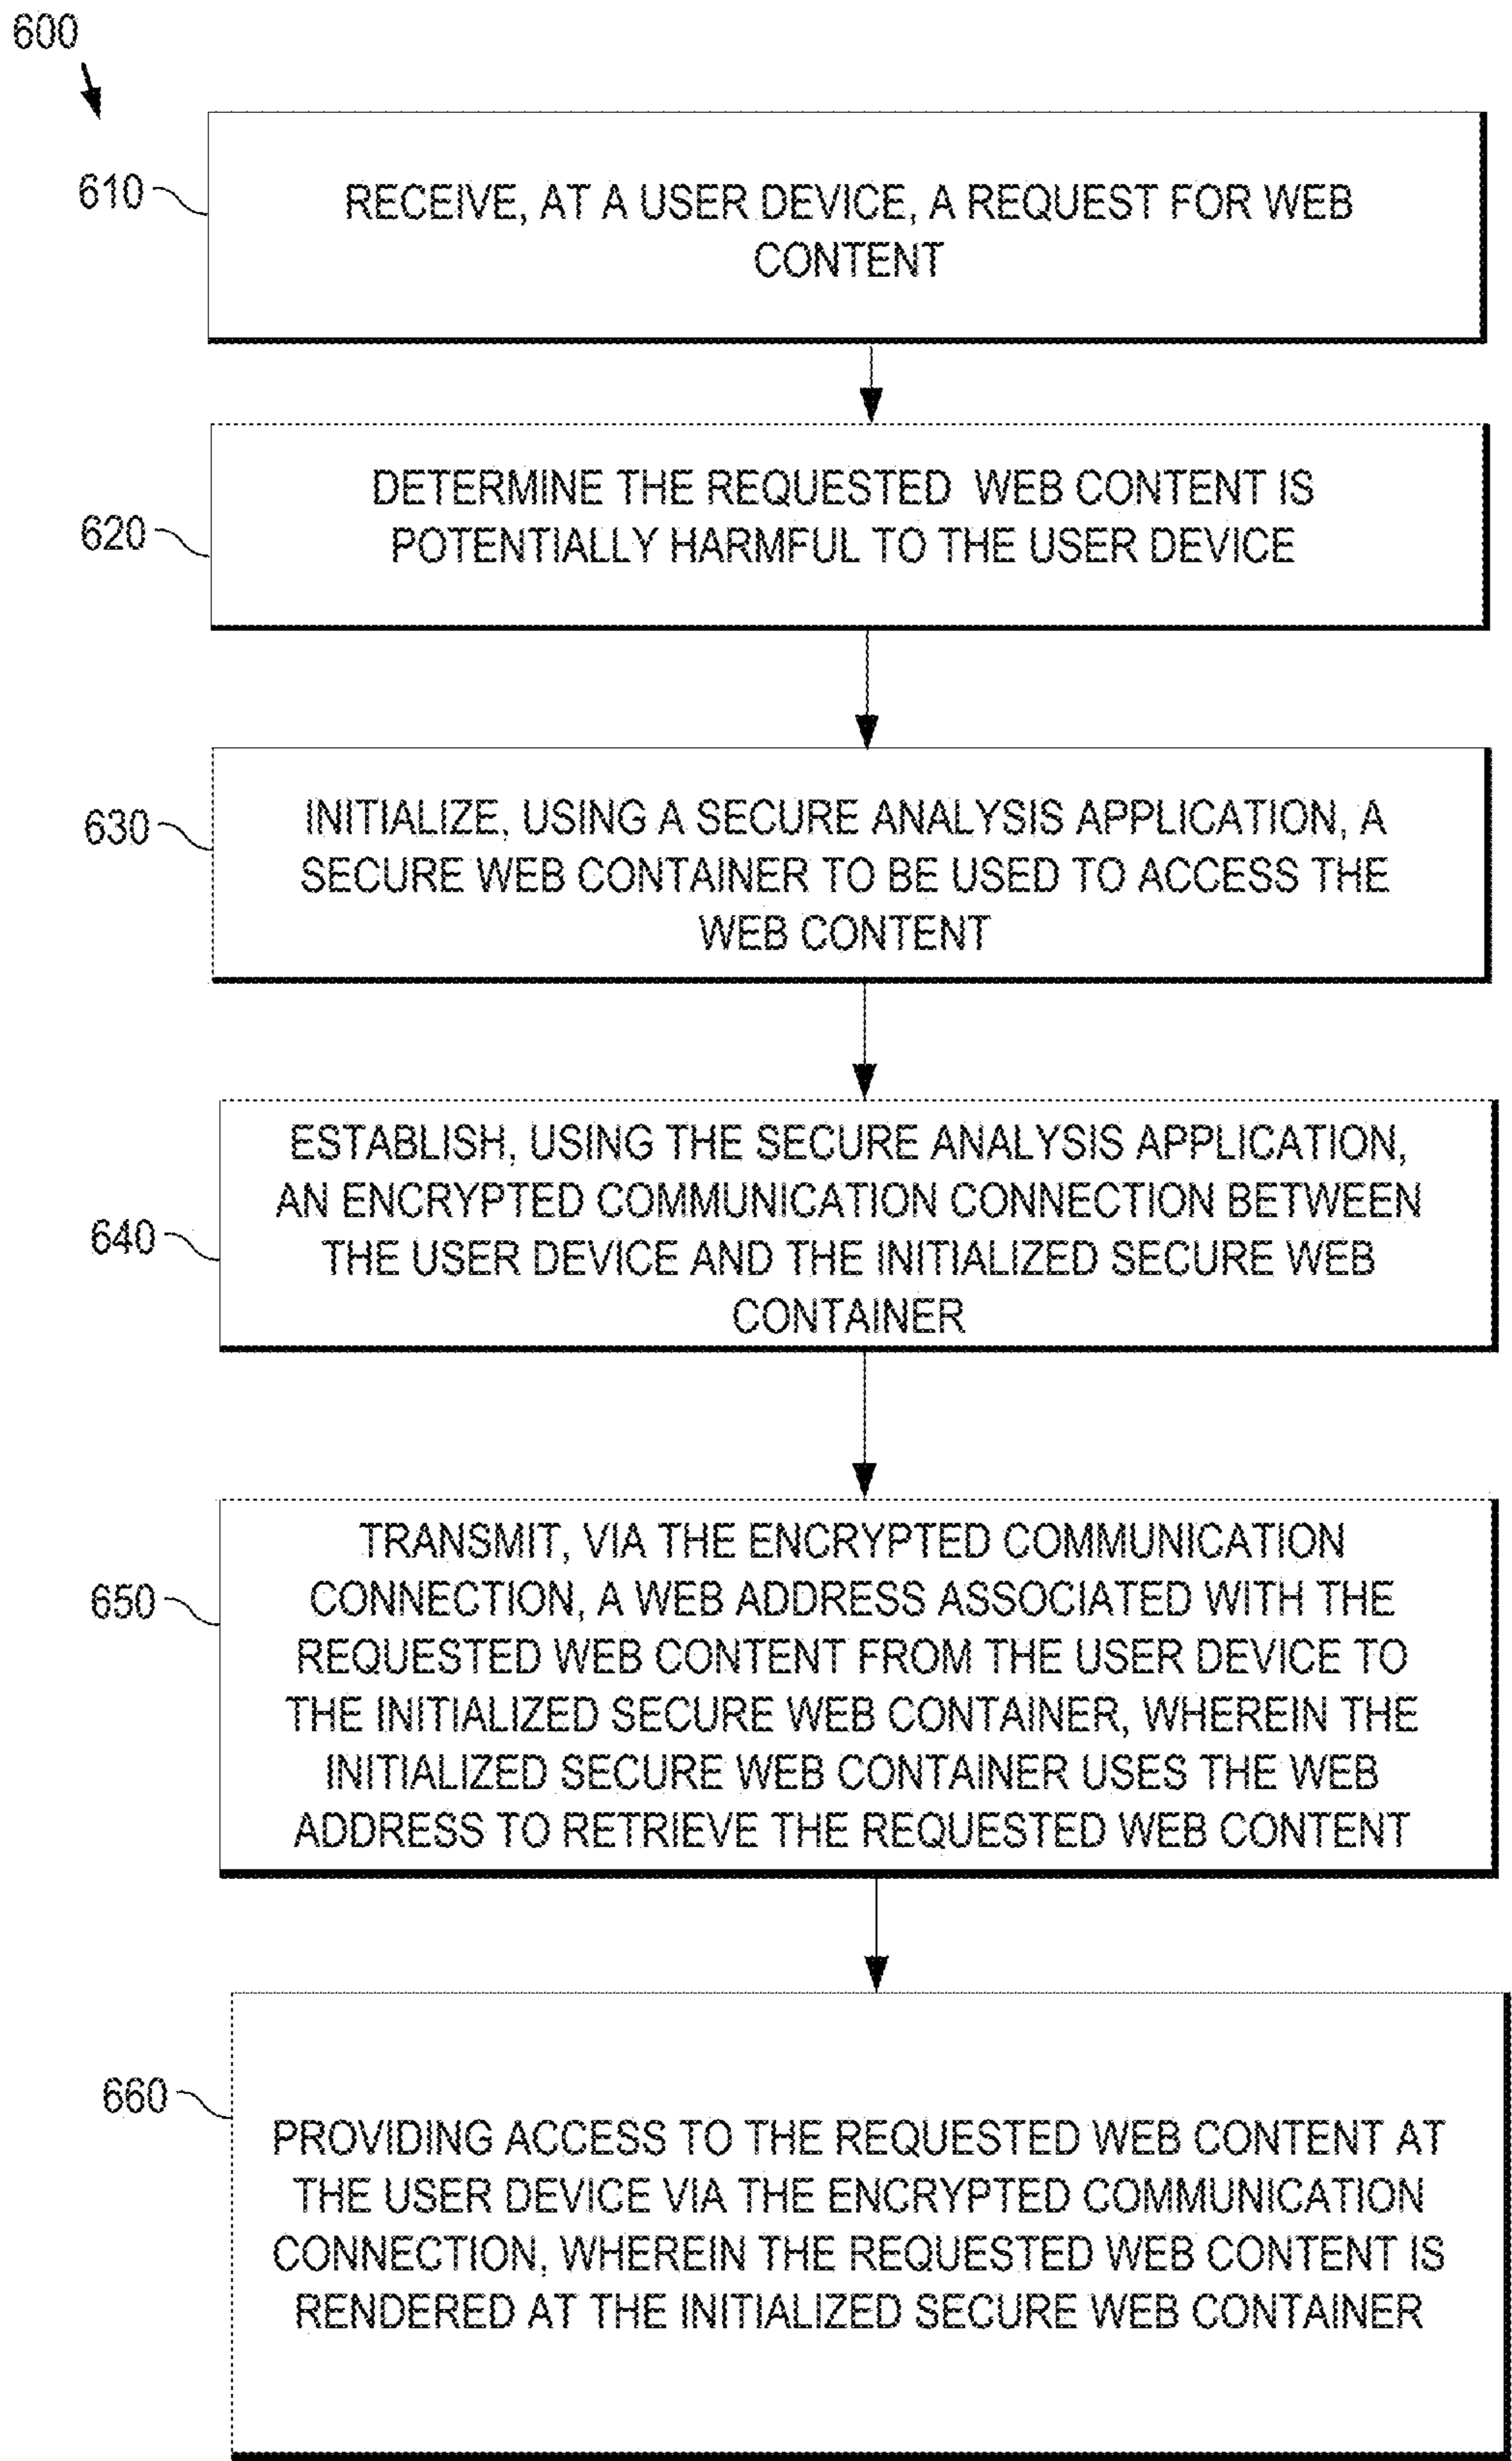 600
610
RECEIVE, AT A USER DEVICE, A REQUEST FOR WEB
CONTENT
620
DETERMINE THE REQUESTED WEB CONTENT IS
POTENTIALLY HARMFUL TO THE USER DEVICE
630
INITIALIZE, USING A SECURE ANALYSIS APPLICATION, A
SECURE WEB CONTAINER TO BE USED TO ACCESS THE
WEB CONTENT
640
ESTABLISH, USING THE SECURE ANALYSIS APPLICATION,
AN ENCRYPTED COMMUNICATION CONNECTION BETWEEN
THE USER DEVICE AND THE INITIALIZED SECURE WEB
CONTAINER
650
TRANSMIT, VIA THE ENCRYPTED COMMUNICATION
CONNECTION, A WEB ADDRESS ASSOCIATED WITH THE
REQUESTED WEB CONTENT FROM THE USER DEVICE TO
THE INITIALIZED SECURE WEB CONTAINER, WHEREIN THE
INITIALIZED SECURE WEB CONTAINER USES THE WEB
ADDRESS TO RETRIEVE THE REQUESTED WEB CONTENT
660
PROVIDING ACCESS TO THE REQUESTED WEB CONTENT AT
THE USER DEVICE VIA THE ENCRYPTED COMMUNICATION
CONNECTION, WHEREIN THE REQUESTED WEB CONTENT IS
RENDERED AT THE INITIALIZED SECURE WEB CONTAINER